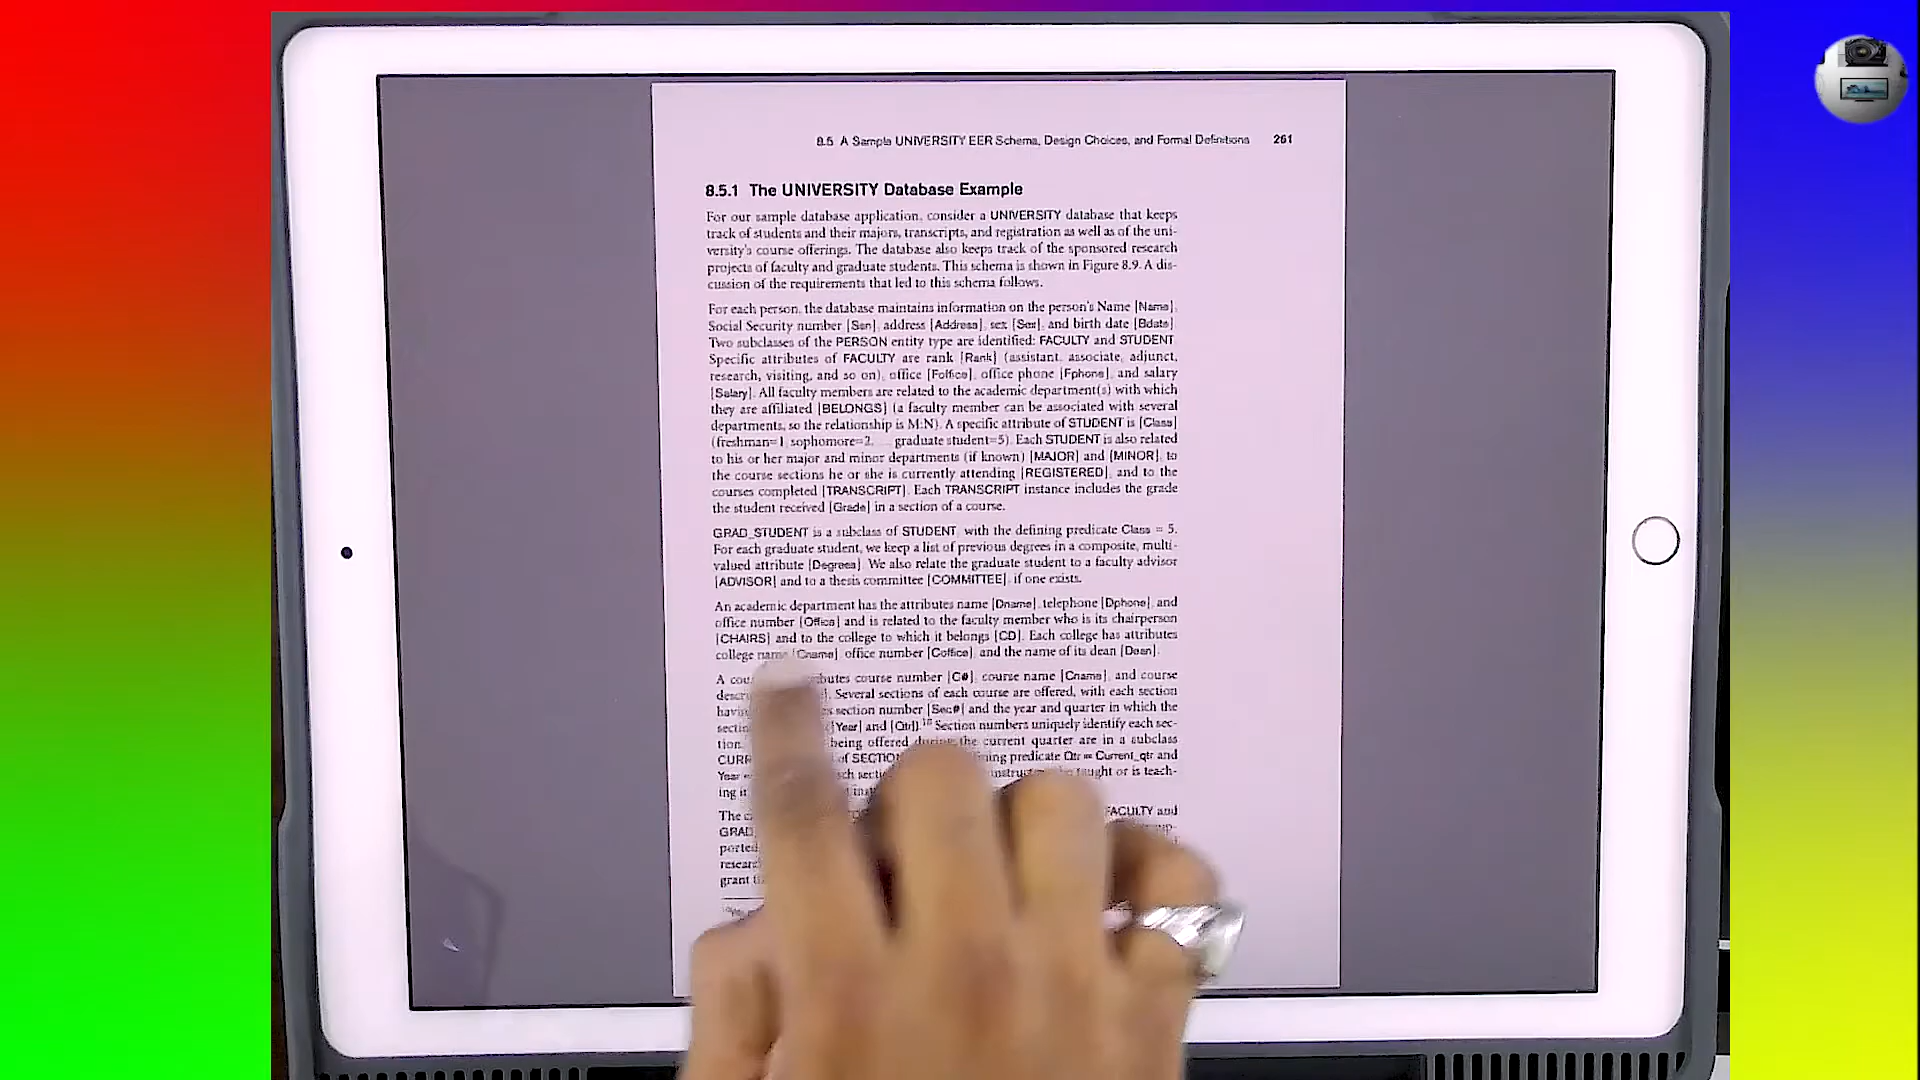 8.5 A Sample UNIVERSITY EER Schema, Design Choices, and Formal Definitions 261
8.5.1 The UNIVERSITY Database Example
For our sample database application, consider a UNIVERSITY database that keeps
track of students and their majors, transcripts, and registration as well as of the uni-
versity's course offerings. The database also keeps track of the sponsored research
projects of faculty and graduate students. This schema is shown in Figure 8.9. A dis-
cussion of the requirements that led to this schema follows.
For each person, the database maintains information on the person's Name [Name],
Social Security number [Ssn], address [Address], sex [Sex], and birth date [Bdate].
Two subclasses of the PERSON entity type are identified: FACULTY and STUDENT.
Specific attributes of FACULTY are rank [Rank] (assistant, associate, adjunct,
research, visiting, and so on), office [Foffice], office phone [Fphone], and salary
[Salary]. All faculty members are related to the academic department(s) with which
they are affiliated [BELONGS] (a faculty member can be associated with several
departments, so the relationship is M:N). A specific attribute of STUDENT is [Class]
(freshman=1, sophomore=2, ... , graduate student=5). Each STUDENT is also related
to his or her major and minor departments (if known) [MAJOR] and [MINOR], to
the course sections he or she is currently attending [REGISTERED], and to the
courses completed [TRANSCRIPT]. Each TRANSCRIPT instance includes the grade
the student received [Grade] in a section of a course.
GRAD_STUDENT is a subclass of STUDENT, with the defining predicate Class = 5.
For each graduate student, we keep a list of previous degrees in a composite, multi-
valued attribute [Degrees]. We also relate the graduate student to a faculty advisor
[ADVISOR] and to a thesis committee [COMMITTEE], if one exists.
An academic department has the attributes name [Dname], telephone [Dphone], and
office number [Office] and is related to the faculty member who is its chairperson
[CHAIRS] and to the college to which it belongs [CD]. Each college has attributes
college name [Cname], office number [Coffice], and the name of its dean [Dean].
A course number [C#], course name [Cname], and course
Several sections of each course are offered, with each section
section number [Sec#] and the year and quarter in which the
[Year] and [Qtr]).10 Section numbers uniquely identify each sec-
tion. being offered during the current quarter are in a subclass
of predicate Qtr = Current_qtr and
Year taught or is teach-
ing it
The FACULTY and
GRAD
ported
grant